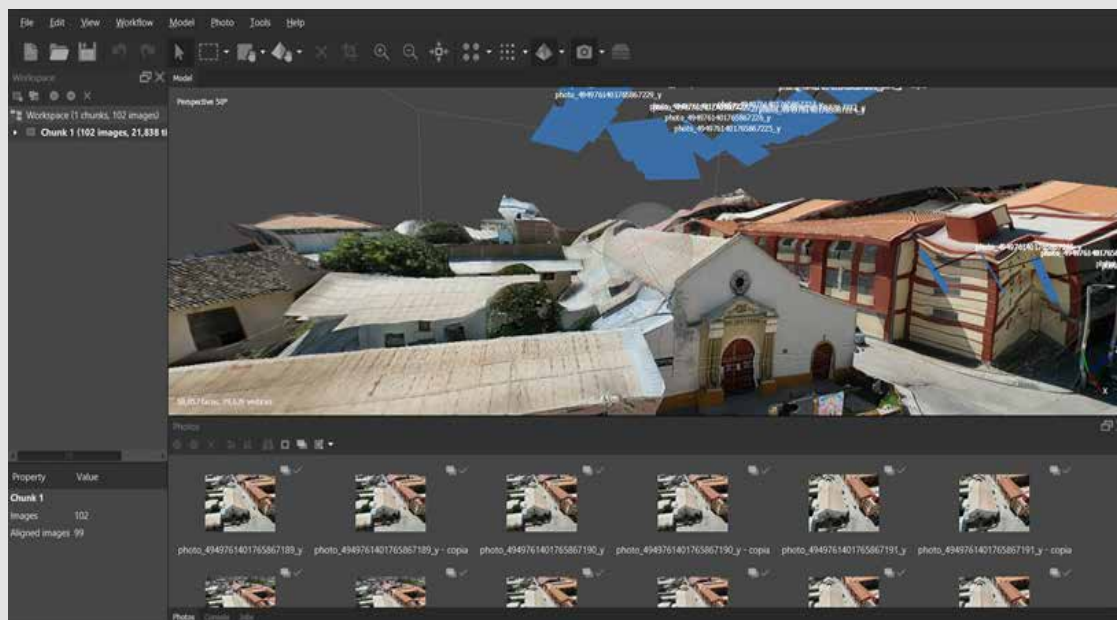 File Edit View Workflow Model Photo Tools Help
Workspace
Workspace (1 chunks, 102 images)
Chunk 1 (102 images, 21,838 ti
Property Value
Chunk 1
Images 102
Aligned images 99
Model
Perspective 50°
photo_4949761401765867229_y
photo_4949761401765867226_y
photo_4949761401765867225_y
Photos
photo_4949761401765867189_y
photo_4949761401765867189_y - copia
photo_4949761401765867190_y
photo_4949761401765867190_y - copia
photo_4949761401765867191_y
photo_4949761401765867191_y - copia
Photos Console Jobs